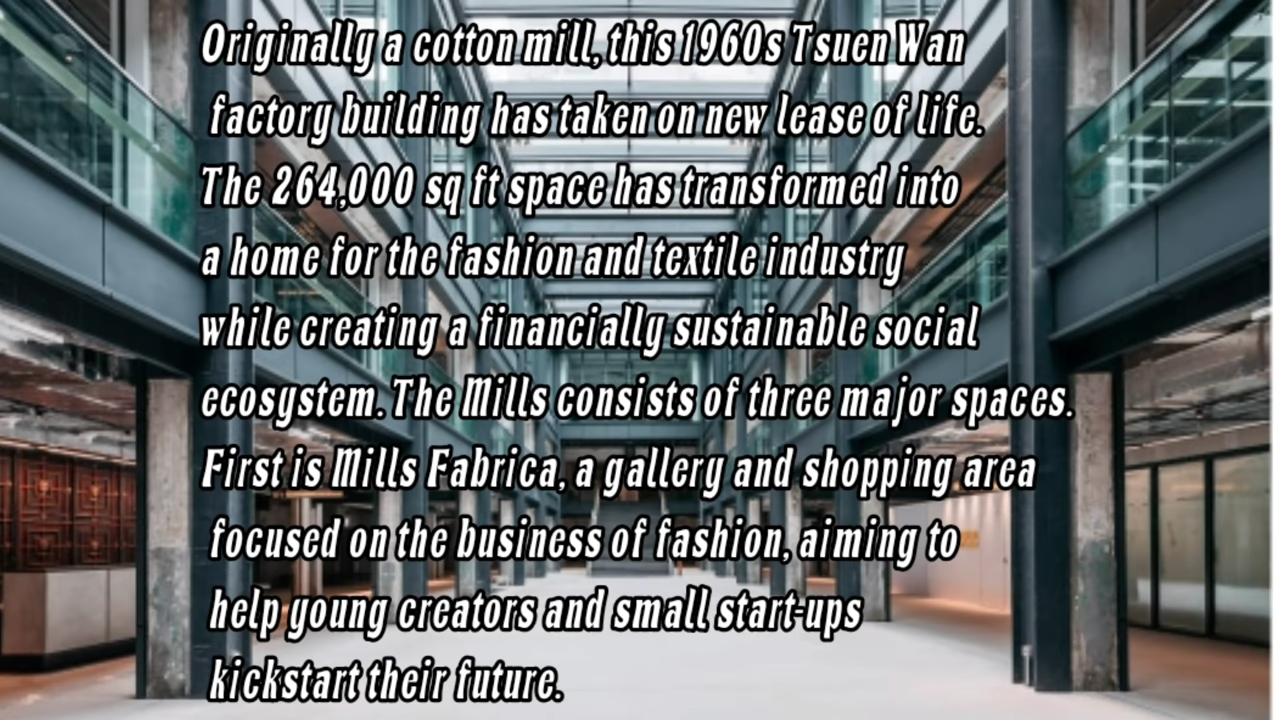 Originally a cotton mill, this 1960s Tsuen Wan
factory building has taken on new lease of life.
The 264,000 sq ft space has transformed into
a home for the fashion and textile industry
while creating a financially sustainable social
ecosystem. The Mills consists of three major spaces.
First is Mills Fabrica, a gallery and shopping area
focused on the business of fashion, aiming to
help young creators and small start-ups
kickstart their future.